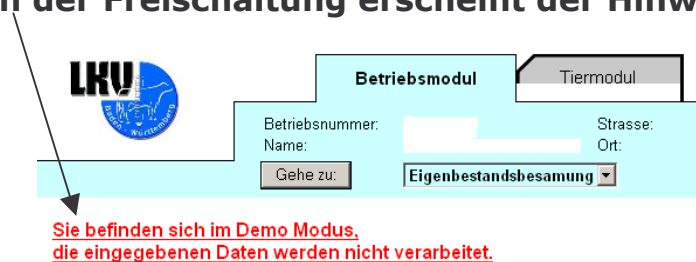 der Freischaltung erscheint der
LKV
Baden - Württemberg
Betriebsmodul
Tiermodul
Betriebsnummer:
Strasse:
Name:
Ort:
Gehe zu:
Eigenbestandsbesamung
Sie befinden sich im Demo Modus,
die eingegebenen Daten werden nicht verarbeitet.